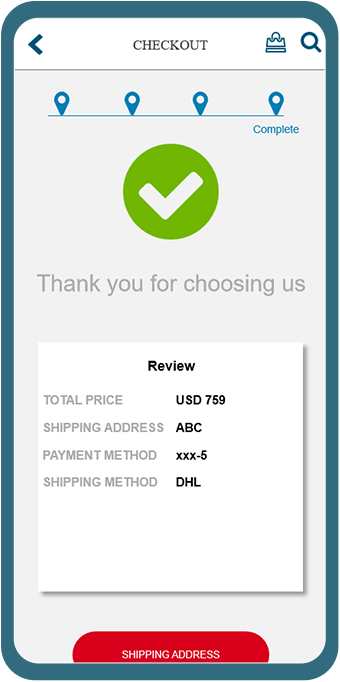 CHECKOUT
Complete
Thank you for choosing us
Review
TOTAL PRICE USD 759
SHIPPING ADDRESS ABC
PAYMENT METHOD xxx-5
SHIPPING METHOD DHL
SHIPPING ADDRESS